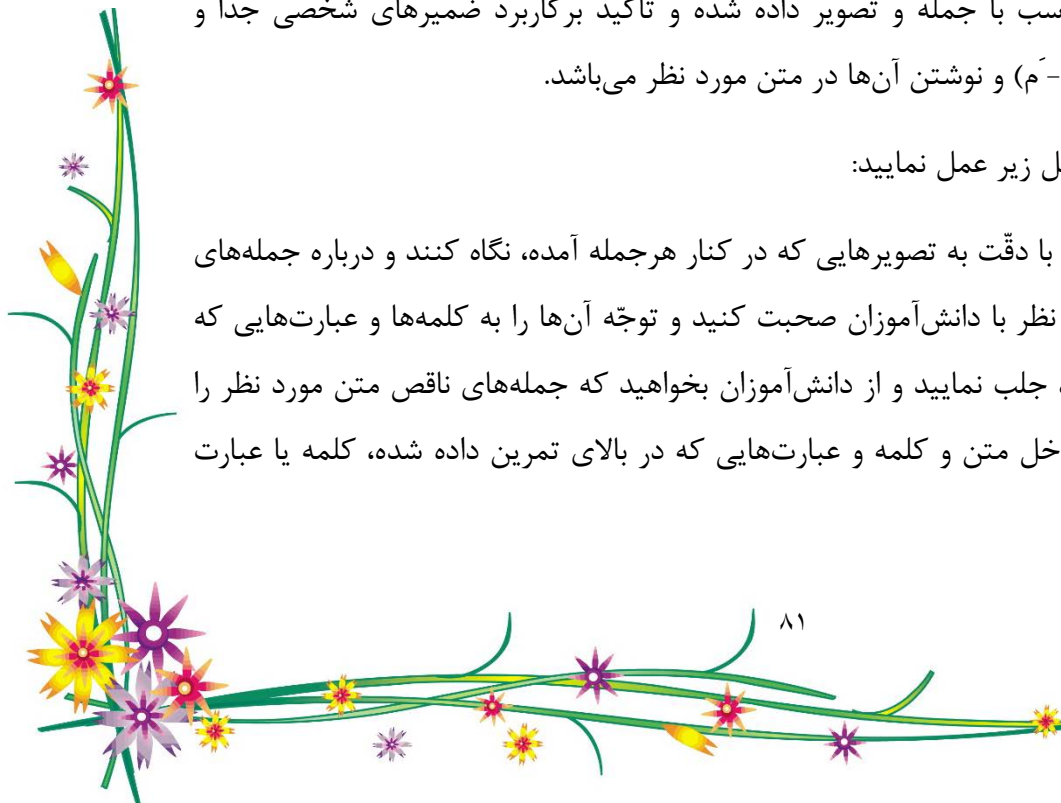 با جمله و تصویر داده شده و تأکید برکاربرد ضمیرهای شخصی جدا و
-َم) و نوشتن آن‌ها در متن مورد نظر می‌باشد.
زیر عمل نمایید:
با دقّت به تصویرهایی که در کنار هرجمله آمده، نگاه کنند و درباره جمله‌های
نظر با دانش‌آموزان صحبت کنید و توجّه آن‌ها را به کلمه‌ها و عبارت‌هایی که
جلب نمایید و از دانش‌آموزان بخواهید که جمله‌های ناقص متن مورد نظر را
متن و کلمه و عبارت‌هایی که در بالای تمرین داده شده، کلمه یا عبارت
۸۱